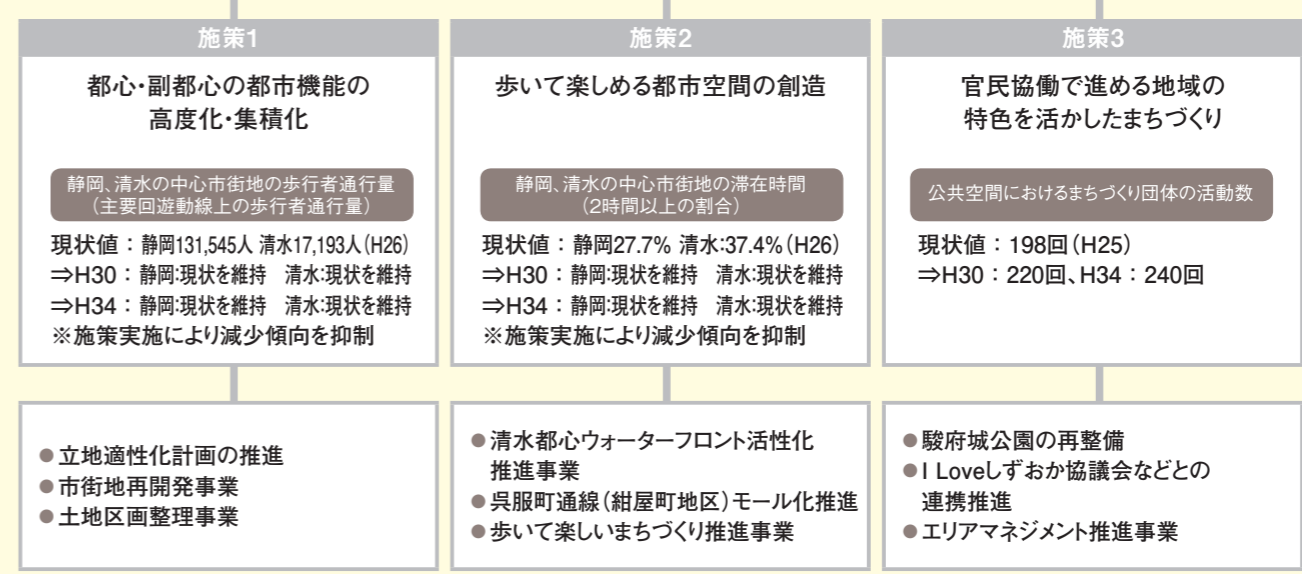 施策1
都心・副都心の都市機能の
高度化・集積化
静岡、清水の中心市街地の歩行者通行量
（主要回遊動線上の歩行者通行量）
現状値：静岡131,545人 清水17,193人（H26）
⇒H30：静岡:現状を維持　清水:現状を維持
⇒H34：静岡:現状を維持　清水:現状を維持
※施策実施により減少傾向を抑制
●立地適性化計画の推進
●市街地再開発事業
●土地区画整理事業
施策2
歩いて楽しめる都市空間の創造
静岡、清水の中心市街地の滞在時間
（2時間以上の割合）
現状値：静岡27.7% 清水:37.4%（H26）
⇒H30：静岡:現状を維持　清水:現状を維持
⇒H34：静岡:現状を維持　清水:現状を維持
※施策実施により減少傾向を抑制
●清水都心ウォーターフロント活性化
推進事業
●呉服町通線（紺屋町地区）モール化推進
●歩いて楽しいまちづくり推進事業
施策3
官民協働で進める地域の
特色を活かしたまちづくり
公共空間におけるまちづくり団体の活動数
現状値：198回（H25）
⇒H30：220回、H34：240回
●駿府城公園の再整備
●I Loveしずおか協議会などとの
連携推進
●エリアマネジメント推進事業